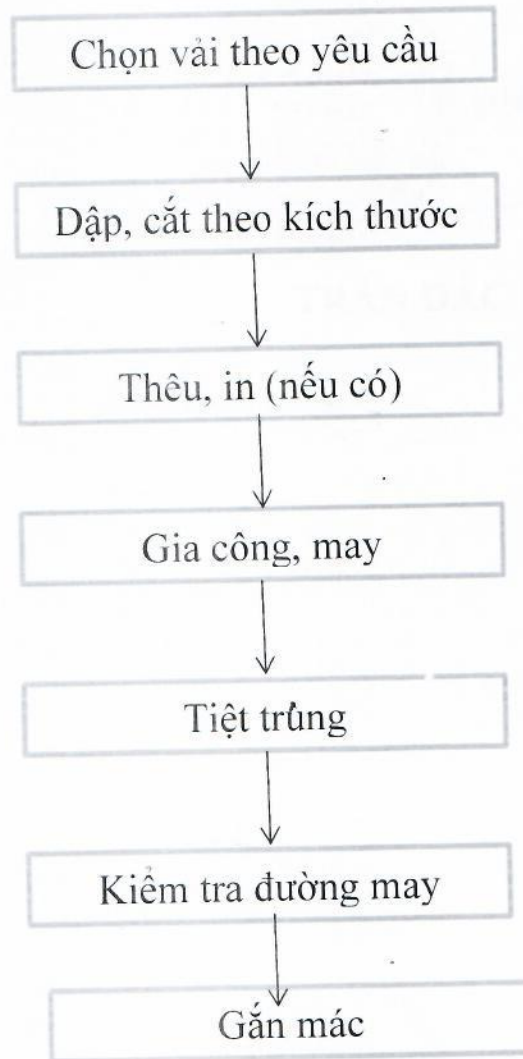 Chọn vải theo yêu cầu
Dập, cắt theo kích thước
Thêu, in (nếu có)
Gia công, may
Tiệt trùng
Kiểm tra đường may
Gắn mác